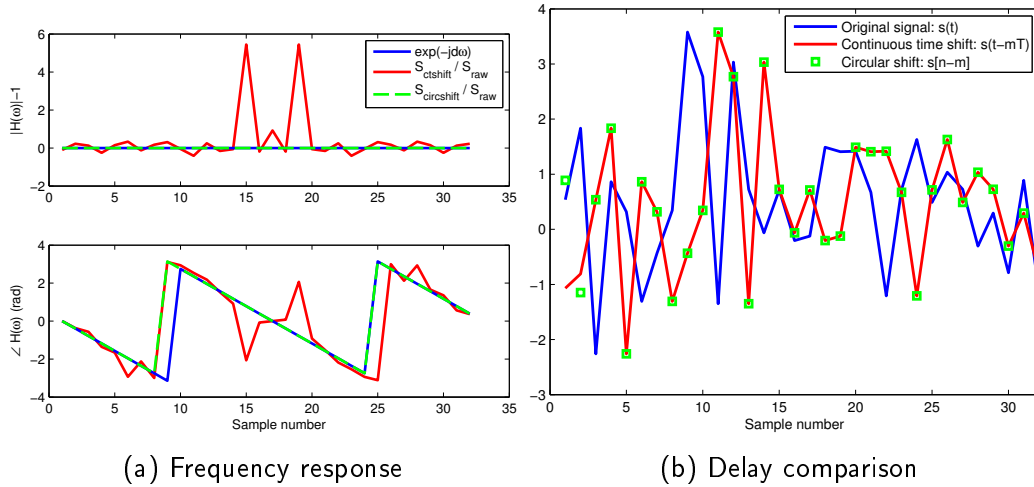 6
4
2
0
−2
0 5 10 15 20 25 30 35
|H(ω)|−1
exp(−jdω)
S_ctshift / S_raw
S_circshift / S_raw
4
2
0
−2
−4
0 5 10 15 20 25 30 35
∠ H(ω) (rad)
Sample number
(a) Frequency response
4
3
2
1
0
−1
−2
−3
0 5 10 15 20 25 30
Sample number
Original signal: s(t)
Continuous time shift: s(t−mT)
Circular shift: s[n−m]
(b) Delay comparison